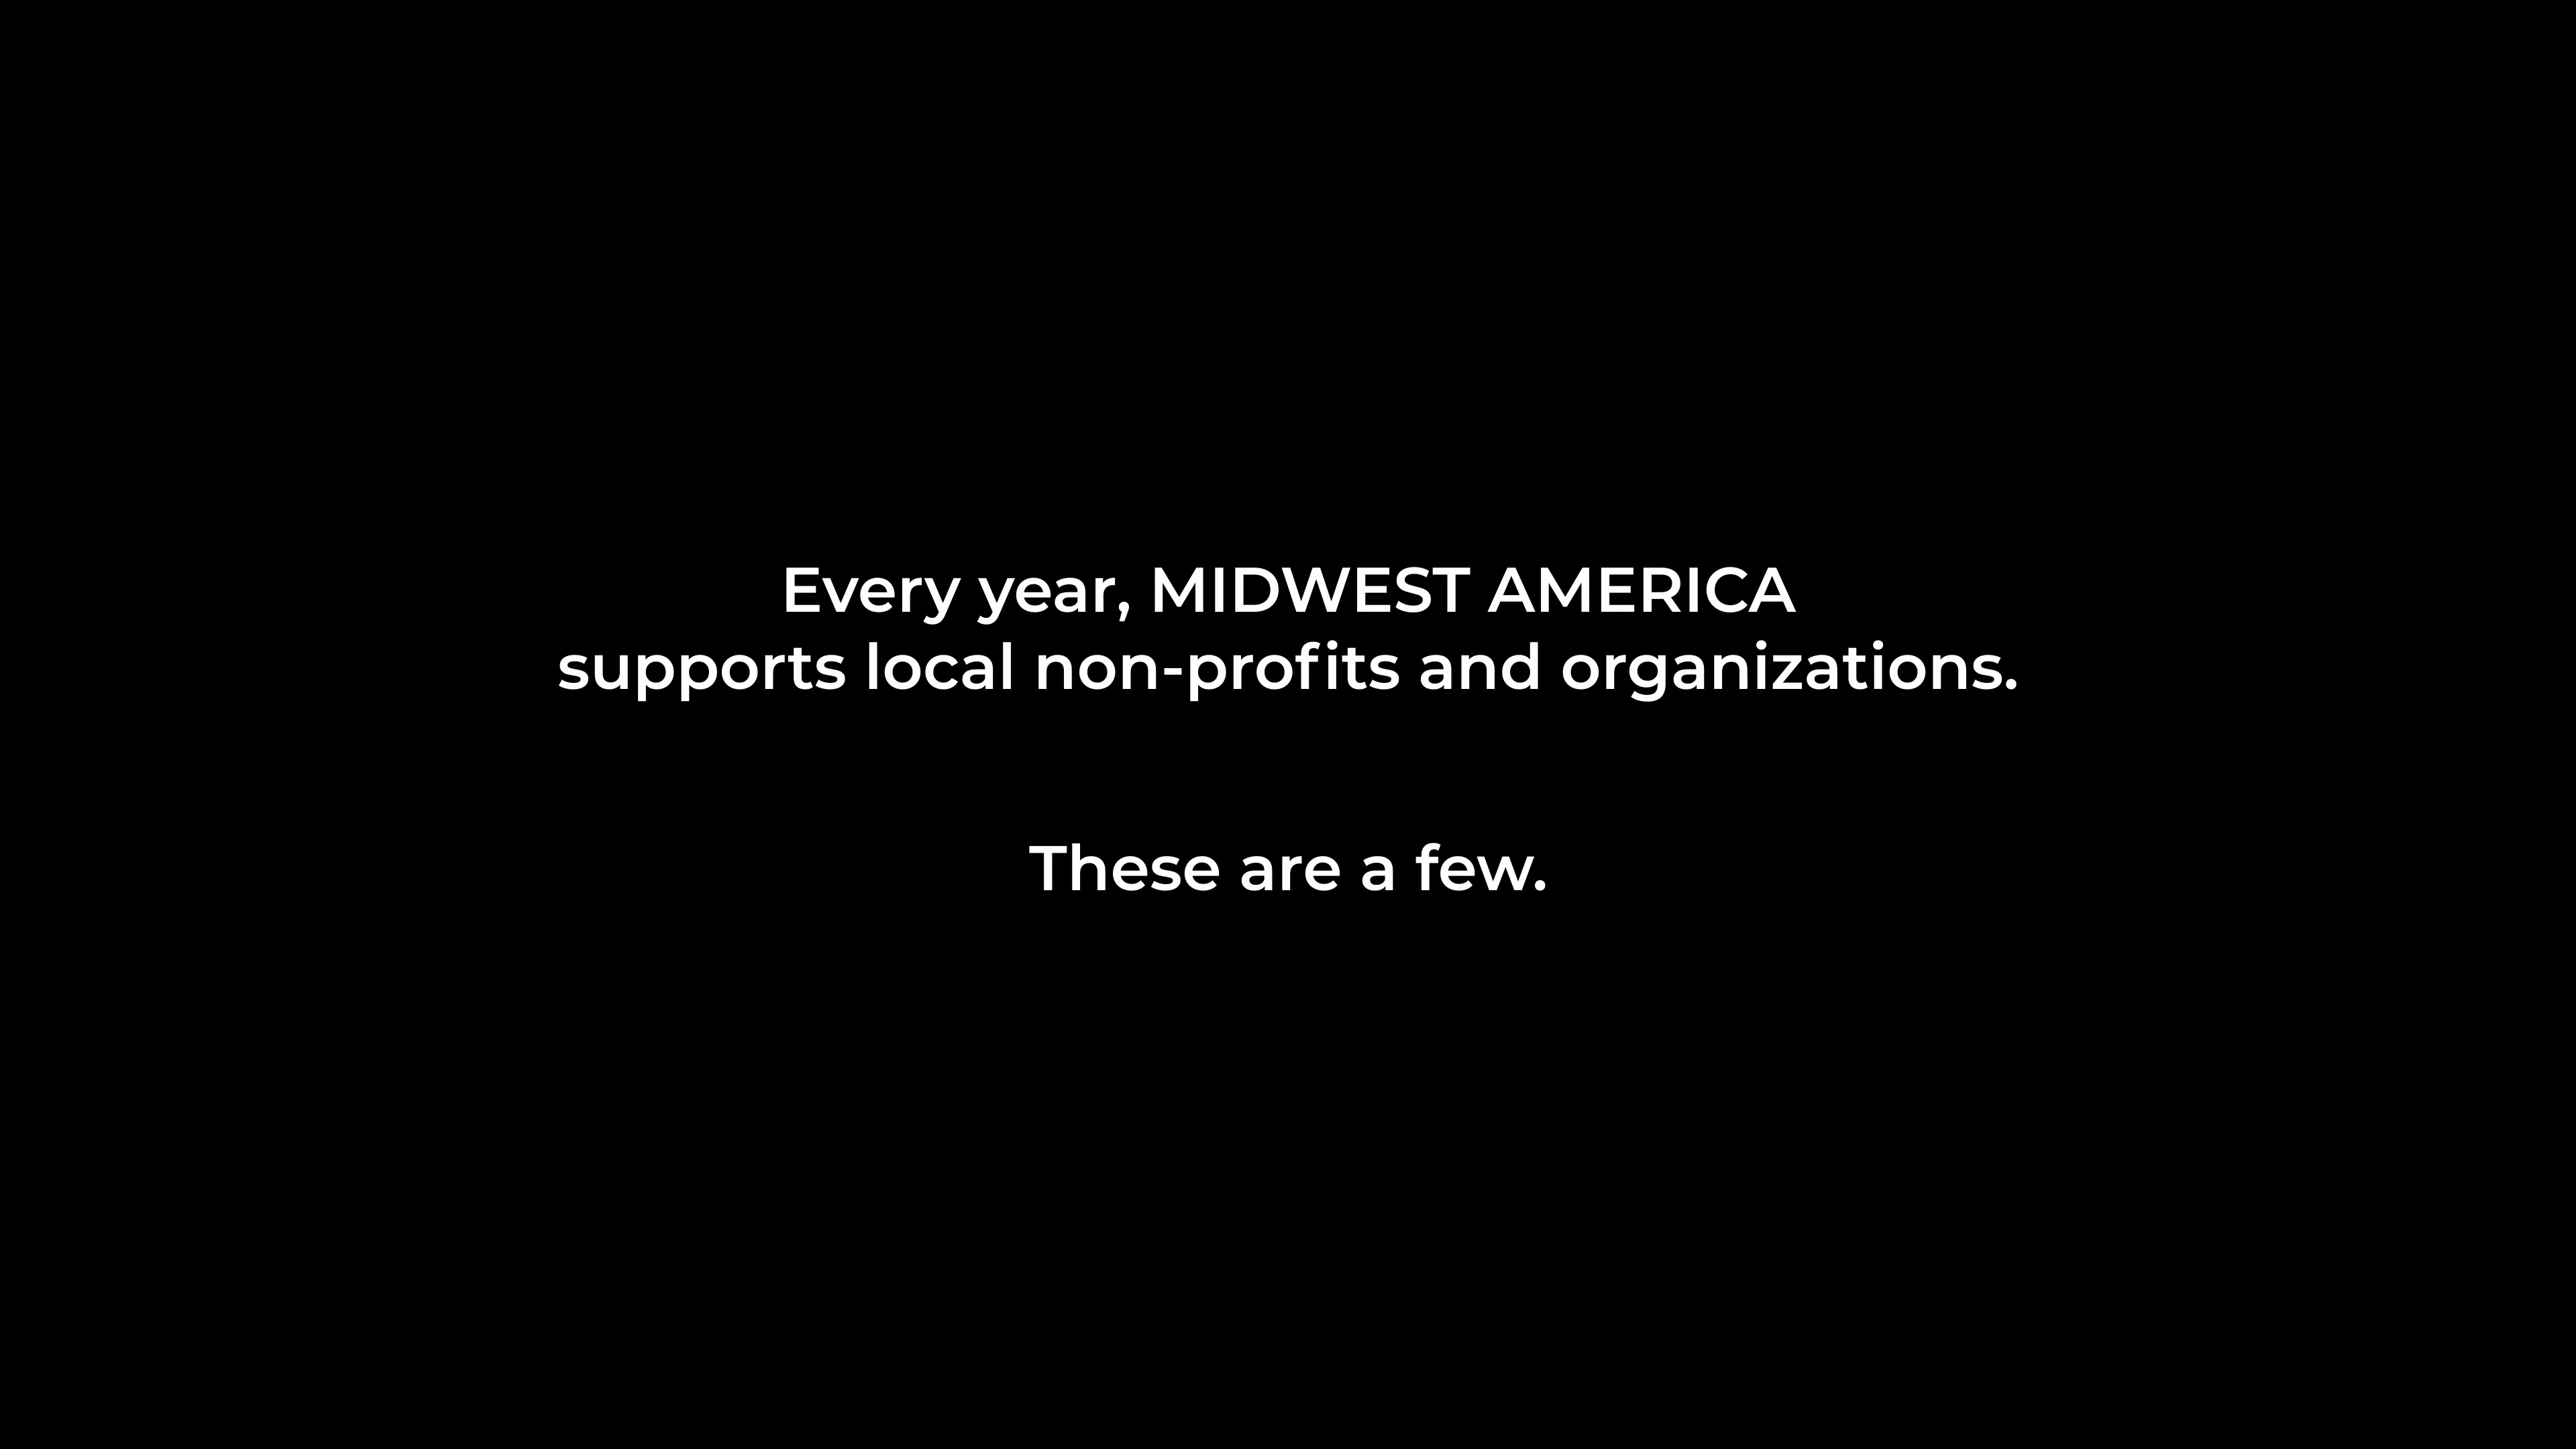 Every year, MIDWEST AMERICA
supports local non-profits and organizations.
These are a few.